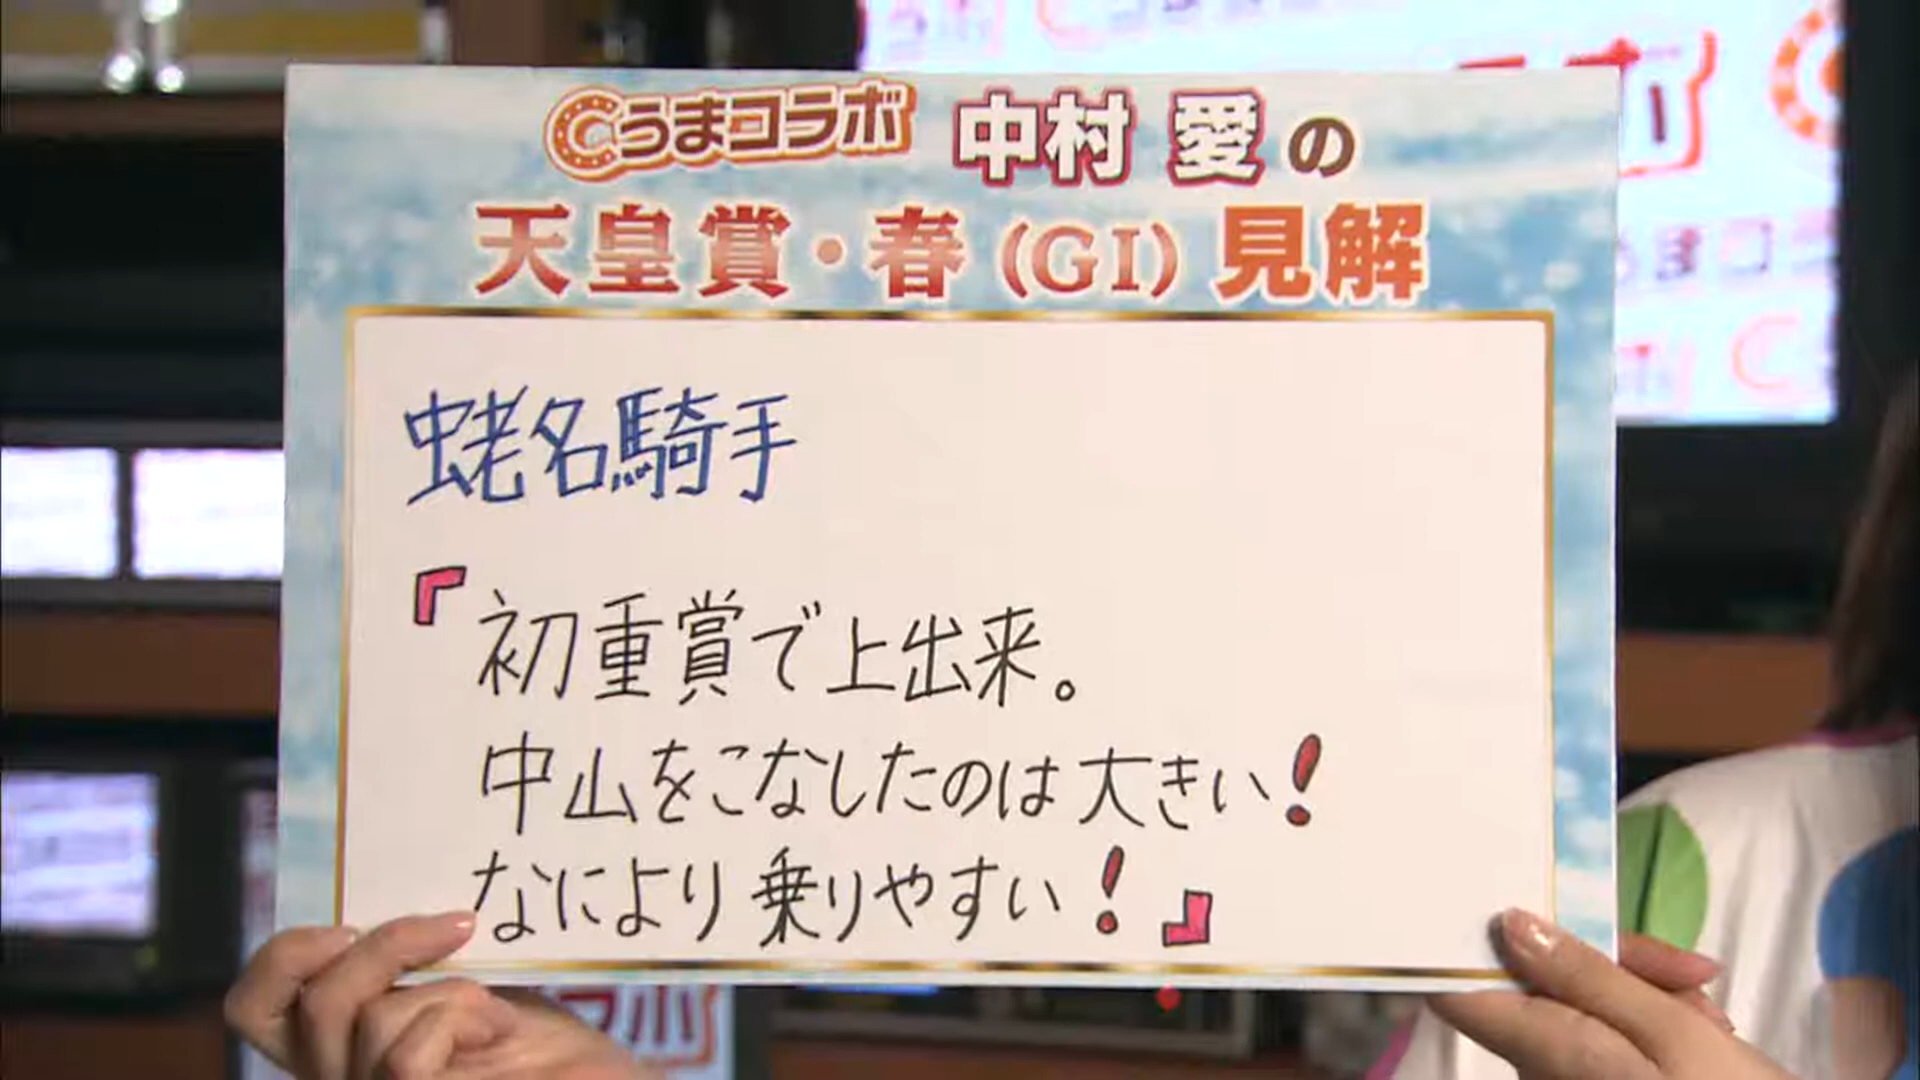 うまコラボ 中村 愛の
天皇賞・春(GI)見解
蛯名騎手
『初重賞で上出来。
中山をこなしたのは大きい!
なにより乗りやすい!』